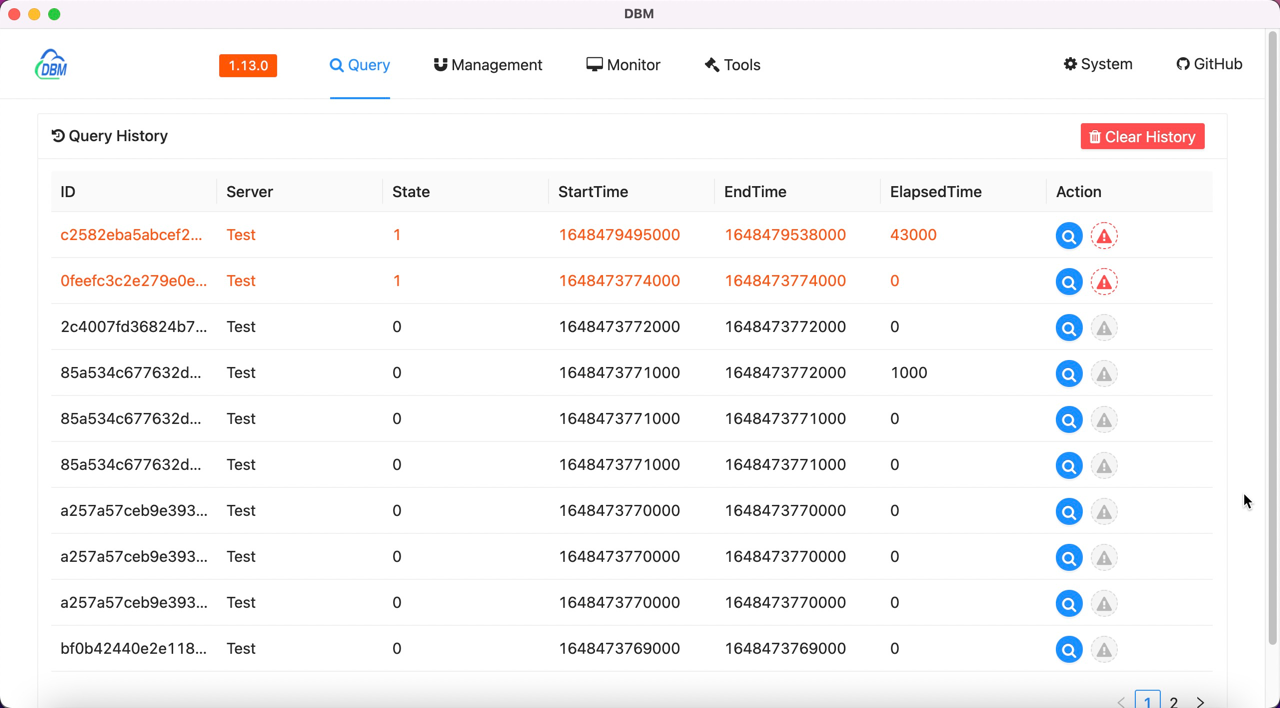 DBM
DBM 1.13.0 Query Management Monitor Tools System GitHub
Query History Clear History
ID Server State StartTime EndTime ElapsedTime Action
c2582eba5abcef2... Test 1 1648479495000 1648479538000 43000
0feefc3c2e279e0e... Test 1 1648473774000 1648473774000 0
2c4007fd36824b7... Test 0 1648473772000 1648473772000 0
85a534c677632d... Test 0 1648473771000 1648473772000 1000
85a534c677632d... Test 0 1648473771000 1648473771000 0
85a534c677632d... Test 0 1648473771000 1648473771000 0
a257a57ceb9e393... Test 0 1648473770000 1648473770000 0
a257a57ceb9e393... Test 0 1648473770000 1648473770000 0
a257a57ceb9e393... Test 0 1648473770000 1648473770000 0
bf0b42440e2e118... Test 0 1648473769000 1648473769000 0
< 1 2 >